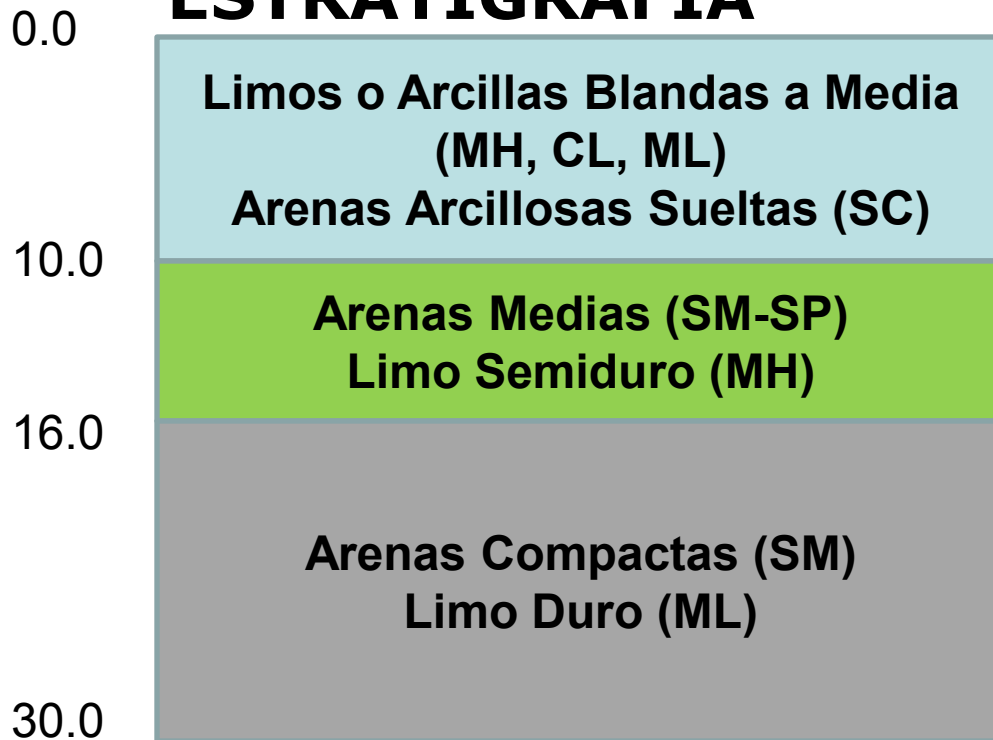 ESTRATIGRAFIA
0.0
Limos o Arcillas Blandas a Media
(MH, CL, ML)
Arenas Arcillosas Sueltas (SC)
10.0
Arenas Medias (SM-SP)
Limo Semiduro (MH)
16.0
Arenas Compactas (SM)
Limo Duro (ML)
30.0